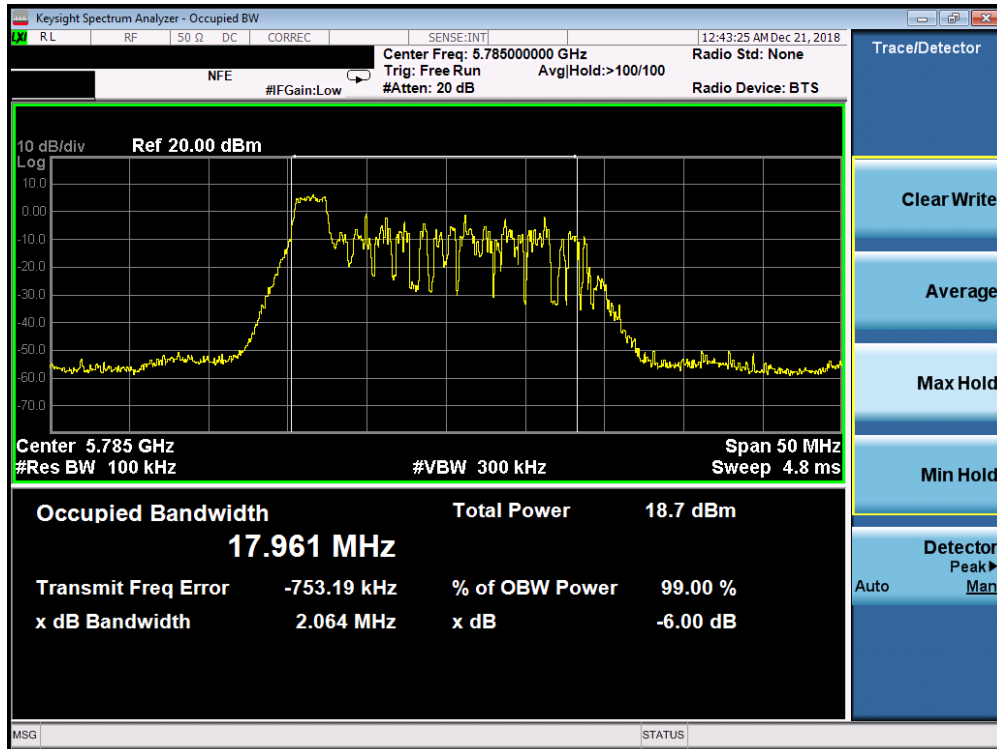 Keysight Spectrum Analyzer - Occupied BW
LXI RL RF 50 Ω DC CORREC SENSE:INT 12:43:25 AM Dec 21, 2018
NFE
#IFGain:Low
Center Freq: 5.785000000 GHz
Trig: Free Run Avg|Hold:>100/100
#Atten: 20 dB
Radio Std: None
Radio Device: BTS
10 dB/div Ref 20.00 dBm
Log
10.0
0.00
-10.0
-20.0
-30.0
-40.0
-50.0
-60.0
-70.0
Center 5.785 GHz Span 50 MHz
#Res BW 100 kHz #VBW 300 kHz Sweep 4.8 ms
Occupied Bandwidth Total Power 18.7 dBm
17.961 MHz
Transmit Freq Error -753.19 kHz % of OBW Power 99.00 %
x dB Bandwidth 2.064 MHz x dB -6.00 dB
MSG STATUS
Trace/Detector
Clear Write
Average
Max Hold
Min Hold
Detector
Peak▶
Auto Man